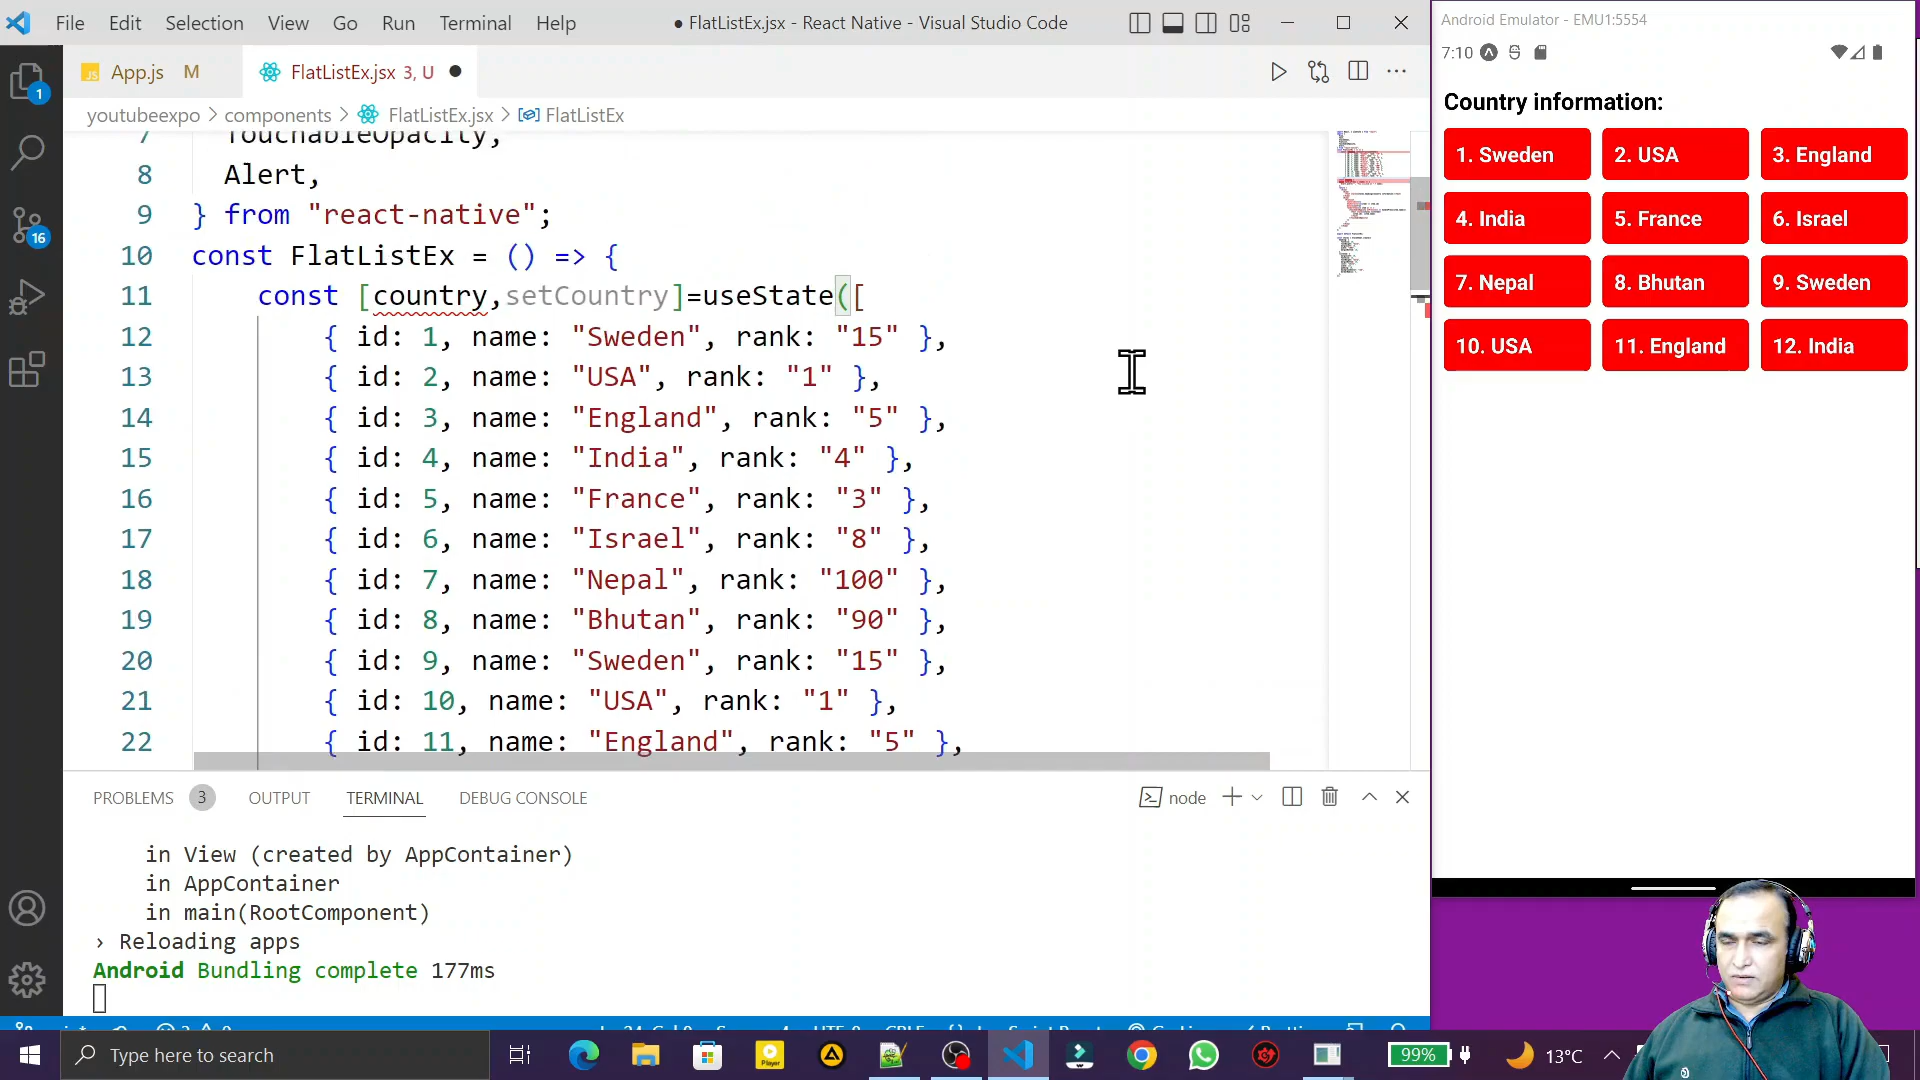 File Edit Selection View Go Run Terminal Help
● FlatListEx.jsx - React Native - Visual Studio Code
App.js M
FlatListEx.jsx 3, U ●
youtubeexpo > components > FlatListEx.jsx > FlatListEx
7 TouchableOpacity,
8 Alert,
9 } from "react-native";
10 const FlatListEx = () => {
11 const [country,setCountry]=useState([
12 { id: 1, name: "Sweden", rank: "15" },
13 { id: 2, name: "USA", rank: "1" },
14 { id: 3, name: "England", rank: "5" },
15 { id: 4, name: "India", rank: "4" },
16 { id: 5, name: "France", rank: "3" },
17 { id: 6, name: "Israel", rank: "8" },
18 { id: 7, name: "Nepal", rank: "100" },
19 { id: 8, name: "Bhutan", rank: "90" },
20 { id: 9, name: "Sweden", rank: "15" },
21 { id: 10, name: "USA", rank: "1" },
22 { id: 11, name: "England", rank: "5" },
1
16
PROBLEMS 3 OUTPUT TERMINAL DEBUG CONSOLE
node
in View (created by AppContainer)
in AppContainer
in main(RootComponent)
› Reloading apps
Android Bundling complete 177ms
Android Emulator - EMU1:5554
7:10
Country information:
1. Sweden
2. USA
3. England
4. India
5. France
6. Israel
7. Nepal
8. Bhutan
9. Sweden
10. USA
11. England
12. India
Type here to search
Player
99%
13°C